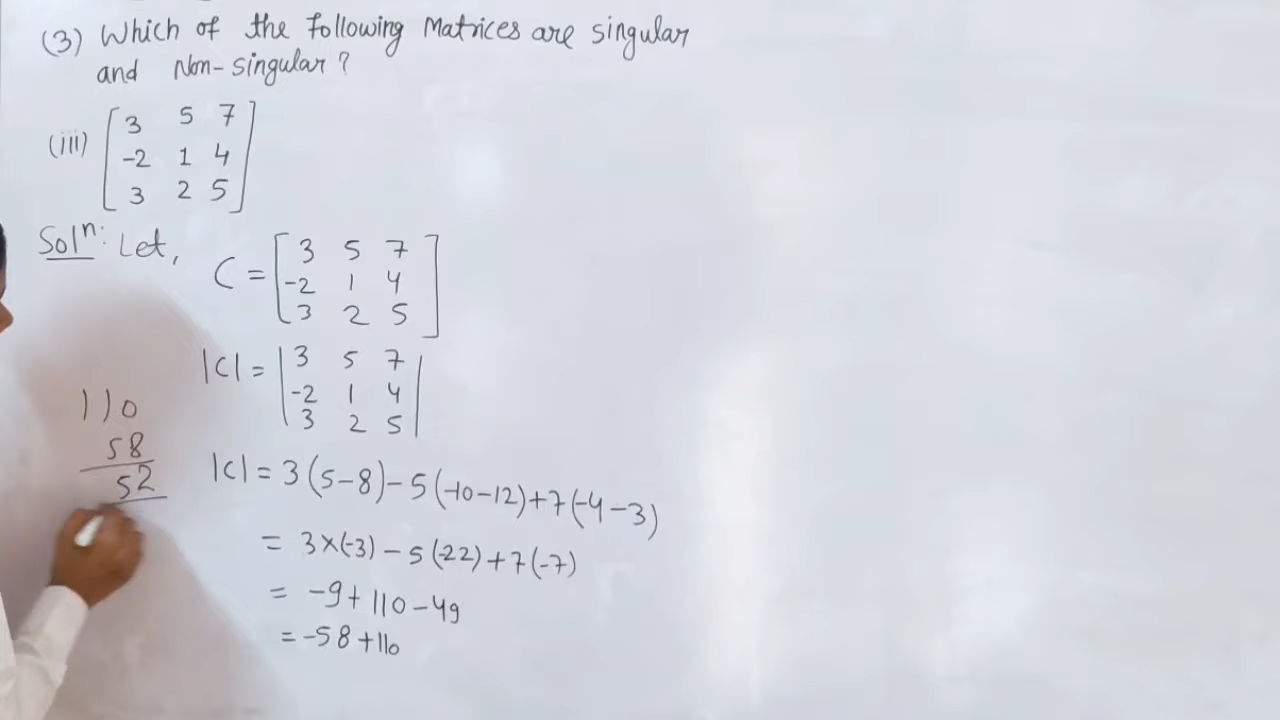 (3) Which of the following Matrices are singular
and Non-singular?
(iii) [3 5 7
-2 1 4
3 2 5]
Solⁿ: Let,
C = [3 5 7
-2 1 4
3 2 5]
|C| = |3 5 7
-2 1 4
3 2 5|
110
58
52
|C| = 3(5-8)-5(-10-12)+7(-4-3)
= 3×(-3)-5(-22)+7(-7)
= -9+110-49
= -58+110